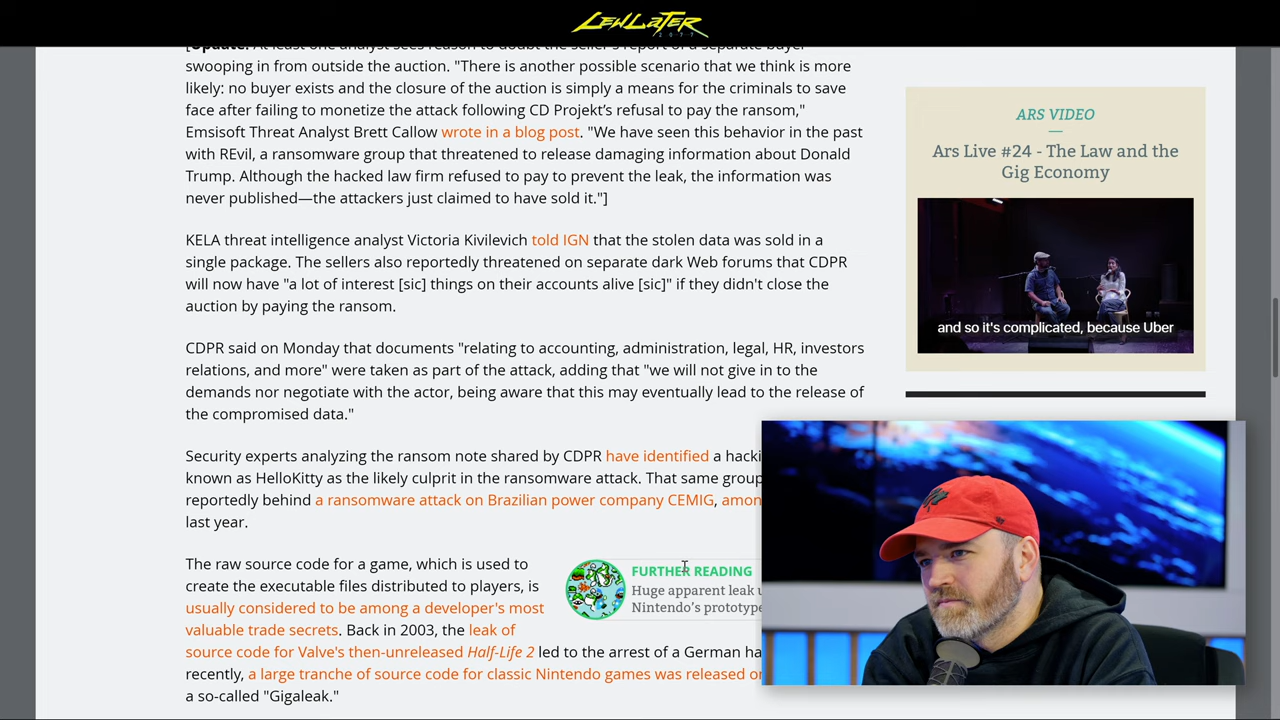 LEWLATER
2077
[Update: At least one analyst sees reason to doubt the seller's report of a separate buyer
swooping in from outside the auction. "There is another possible scenario that we think is more
likely: no buyer exists and the closure of the auction is simply a means for the criminals to save
face after failing to monetize the attack following CD Projekt’s refusal to pay the ransom,"
Emsisoft Threat Analyst Brett Callow wrote in a blog post. "We have seen this behavior in the past
with REvil, a ransomware group that threatened to release damaging information about Donald
Trump. Although the hacked law firm refused to pay to prevent the leak, the information was
never published—the attackers just claimed to have sold it."]
KELA threat intelligence analyst Victoria Kivilevich told IGN that the stolen data was sold in a
single package. The sellers also reportedly threatened on separate dark Web forums that CDPR
will now have "a lot of interest [sic] things on their accounts alive [sic]" if they didn't close the
auction by paying the ransom.
CDPR said on Monday that documents "relating to accounting, administration, legal, HR, investors
relations, and more" were taken as part of the attack, adding that "we will not give in to the
demands nor negotiate with the actor, being aware that this may eventually lead to the release of
the compromised data."
Security experts analyzing the ransom note shared by CDPR have identified a hacki
known as HelloKitty as the likely culprit in the ransomware attack. That same group
reportedly behind a ransomware attack on Brazilian power company CEMIG, amon
last year.
The raw source code for a game, which is used to
create the executable files distributed to players, is
usually considered to be among a developer's most
valuable trade secrets. Back in 2003, the leak of
source code for Valve's then-unreleased Half-Life 2 led to the arrest of a German ha
recently, a large tranche of source code for classic Nintendo games was released on
a so-called "Gigaleak."
FURTHER READING
Huge apparent leak u
Nintendo’s prototype
ARS VIDEO
Ars Live #24 - The Law and the
Gig Economy
and so it's complicated, because Uber